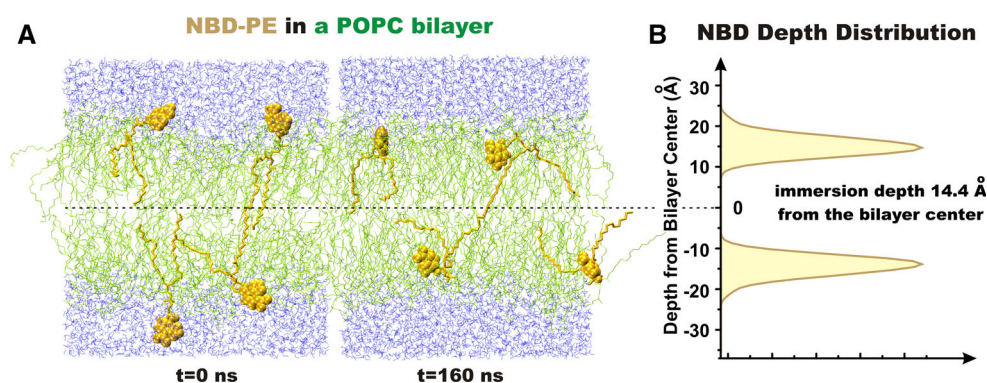 A
NBD-PE in a POPC bilayer
t=0 ns
t=160 ns
B
NBD Depth Distribution
Depth from Bilayer Center (Å)
30
20
10
0
-10
-20
-30
immersion depth 14.4 Å
from the bilayer center